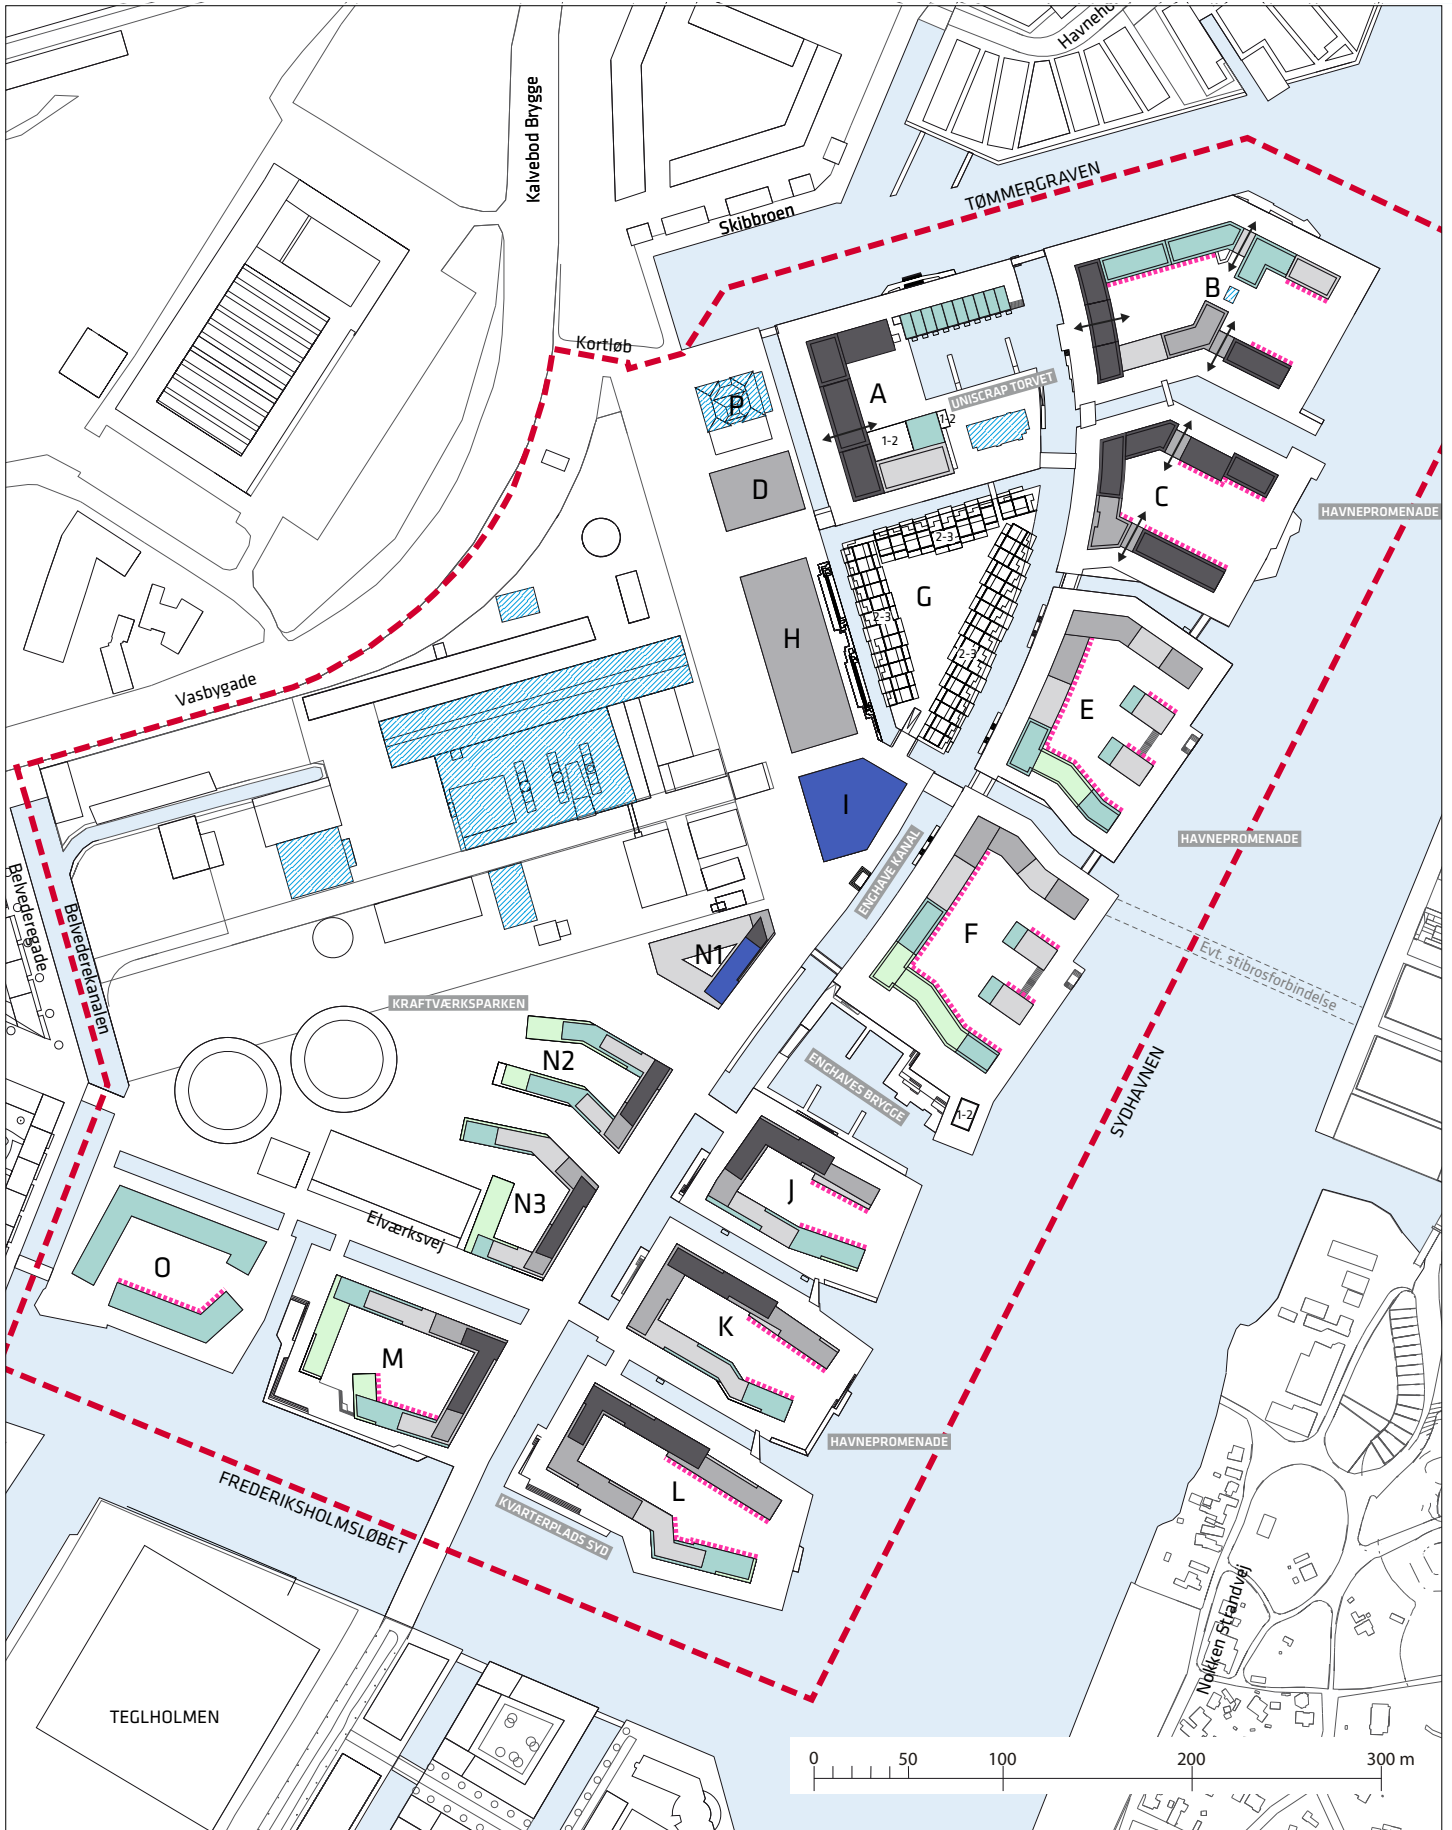 Havneho
Kalvebod Brygge
TØMMERGRAVEN
Skibbroen
B
Kortløb
UNISCRAP TORVET
A
P
1-2
1-2
D
C
HAVNEPROMENADE
2-3
G
2-3
H
2-3
Vasbygade
E
I
HAVNEPROMENADE
ENGHAVE KANAL
Belvederegade
Belvederekanalen
F
N1
Evt. stibrosforbindelse
KRAFTVÆRKSPARKEN
N2
ENGHAVES BRYGGE
1-2
SYDHAVNEN
J
N3
Elværksvej
O
K
M
HAVNEPROMENADE
L
FREDERIKSHOLMSLØBET
KVARTERPLADS SYD
Nokken Strandvej
TEGLHOLMEN
0 50 100 200 300 m